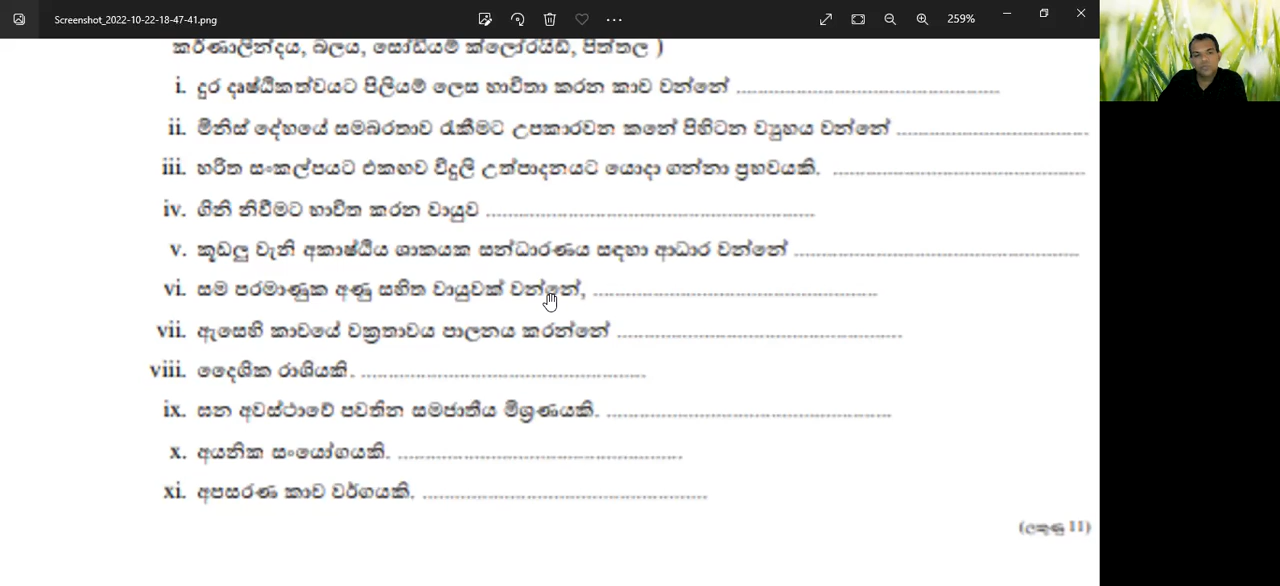 Screenshot_2022-10-22-18-47-41.png
259%
කර්ණාලින්දය, බලය, සෝඩියම් ක්ලෝරයිඩ්, පිත්තල )
i. දුර දෘෂ්ඨිකත්වයට පිලියම් ලෙස භාවිතා කරන කාච වන්නේ
ii. මිනිස් දේහයේ සමබරතාව රැකීමට උපකාරවන කනේ පිහිටන ව්‍යුහය වන්නේ
iii. හරිත සංකල්පයට එකඟව විදුලි උත්පාදනයට යොදා ගන්නා ප්‍රභවයකි.
iv. ගිනි නිවීමට භාවිත කරන වායුව
v. කූඩලු වැනි අකාෂ්ඨීය ශාකයක සන්ධාරණය සඳහා ආධාර වන්නේ
vi. සම පරමාණුක අණු සහිත වායුවක් වන්නේ,
vii. ඇසෙහි කාචයේ වක්‍රතාවය පාලනය කරන්නේ
viii. දෛශික රාශියකි.
ix. ඝන අවස්ථාවේ පවතින සමජාතීය මිශ්‍රණයකි.
x. අයනික සංයෝගයකි.
xi. අපසරණ කාච වර්ගයකි.
(ලකුණු 11)